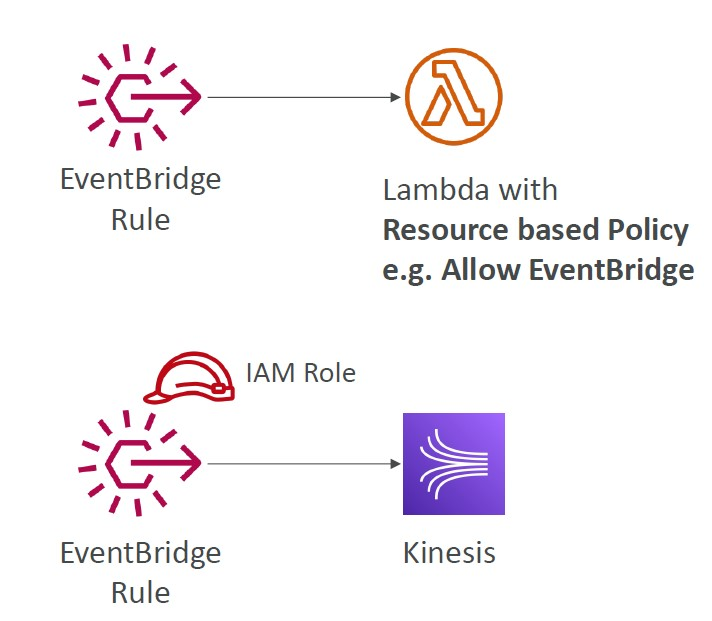 EventBridge
Rule
Lambda with
Resource based Policy
e.g. Allow EventBridge
IAM Role
EventBridge
Rule
Kinesis